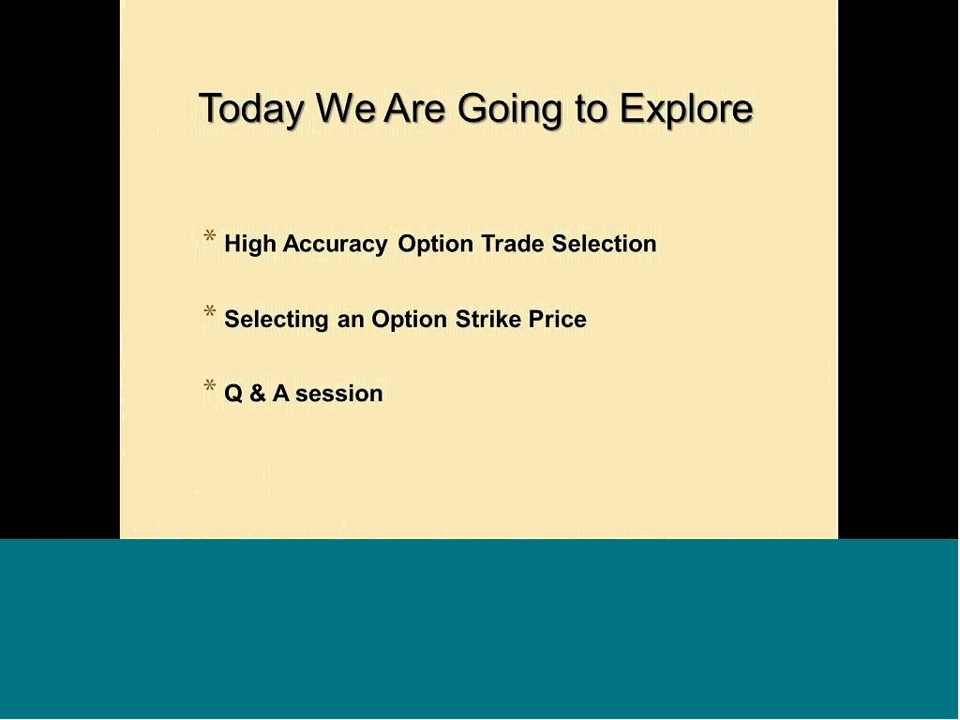 Today We Are Going to Explore
* High Accuracy Option Trade Selection
* Selecting an Option Strike Price
* Q & A session